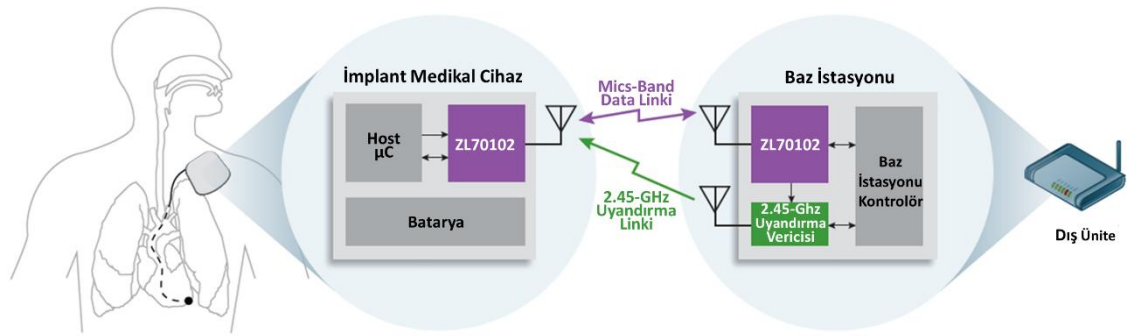 İmplant Medikal Cihaz
Host
µC
ZL70102
Batarya
Mics-Band
Data Linki
2.45-GHz
Uyandırma
Linki
Baz İstasyonu
ZL70102
2.45-Ghz
Uyandırma
Vericisi
Baz
İstasyonu
Kontrolör
Dış Ünite